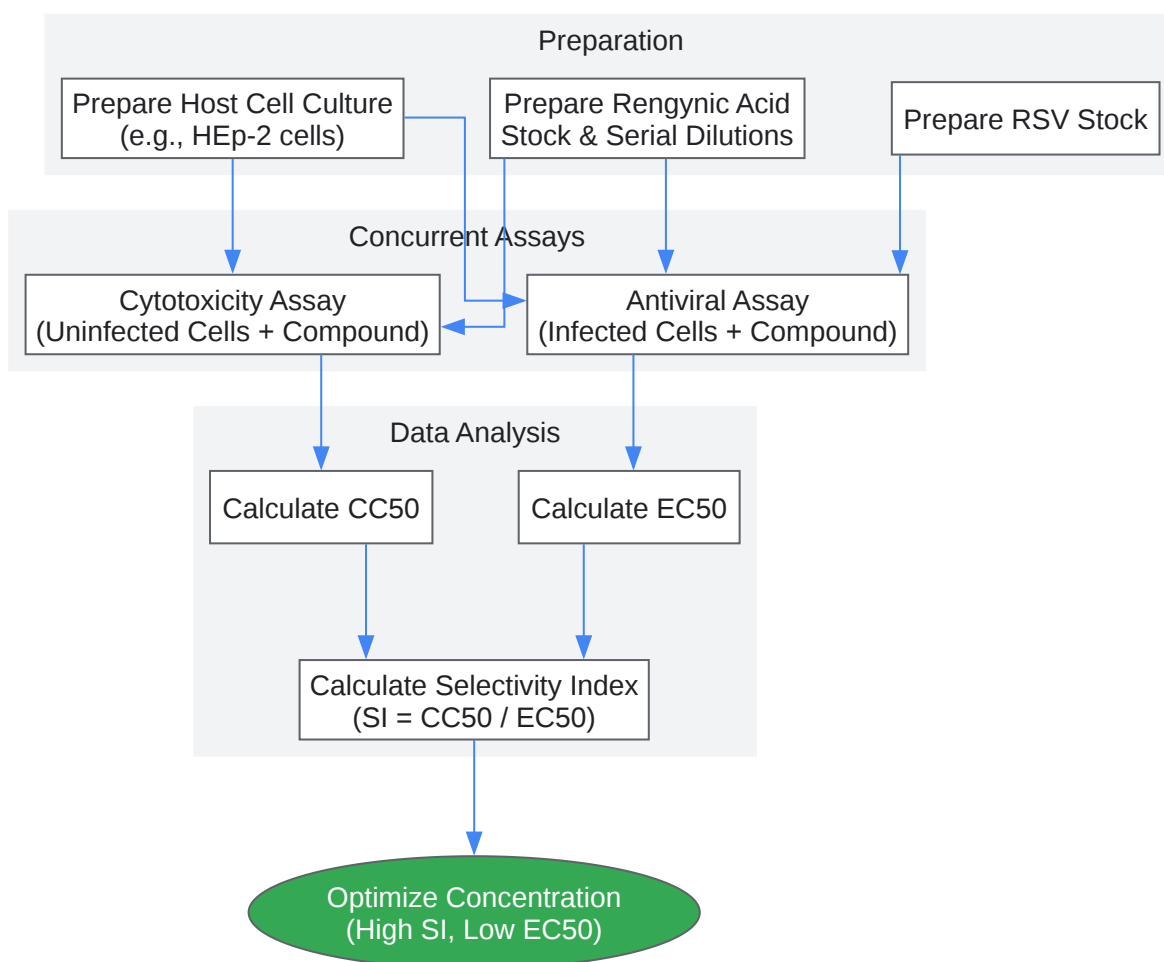 Preparation
Prepare Host Cell Culture
(e.g., HEp-2 cells)
Prepare Rengynic Acid
Stock & Serial Dilutions
Prepare RSV Stock
Concurrent Assays
Cytotoxicity Assay
(Uninfected Cells + Compound)
Antiviral Assay
(Infected Cells + Compound)
Data Analysis
Calculate CC50
Calculate EC50
Calculate Selectivity Index
(SI = CC50 / EC50)
Optimize Concentration
(High SI, Low EC50)